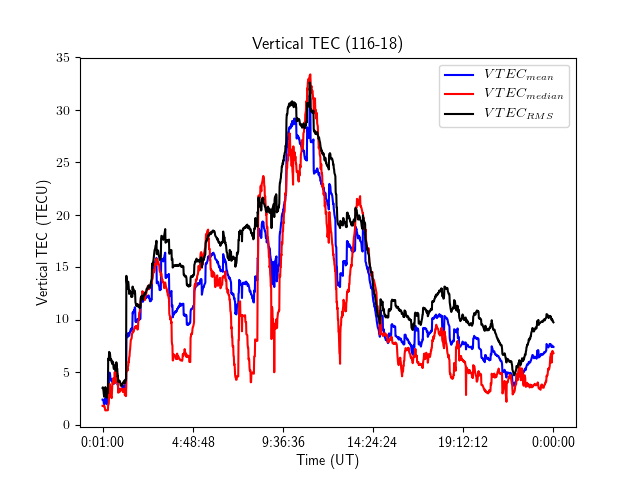 Vertical TEC (116-18)
35
30
25
20
15
10
5
0
Vertical TEC (TECU)
VTEC_mean
VTEC_median
VTEC_RMS
0:01:00 4:48:48 9:36:36 14:24:24 19:12:12 0:00:00
Time (UT)